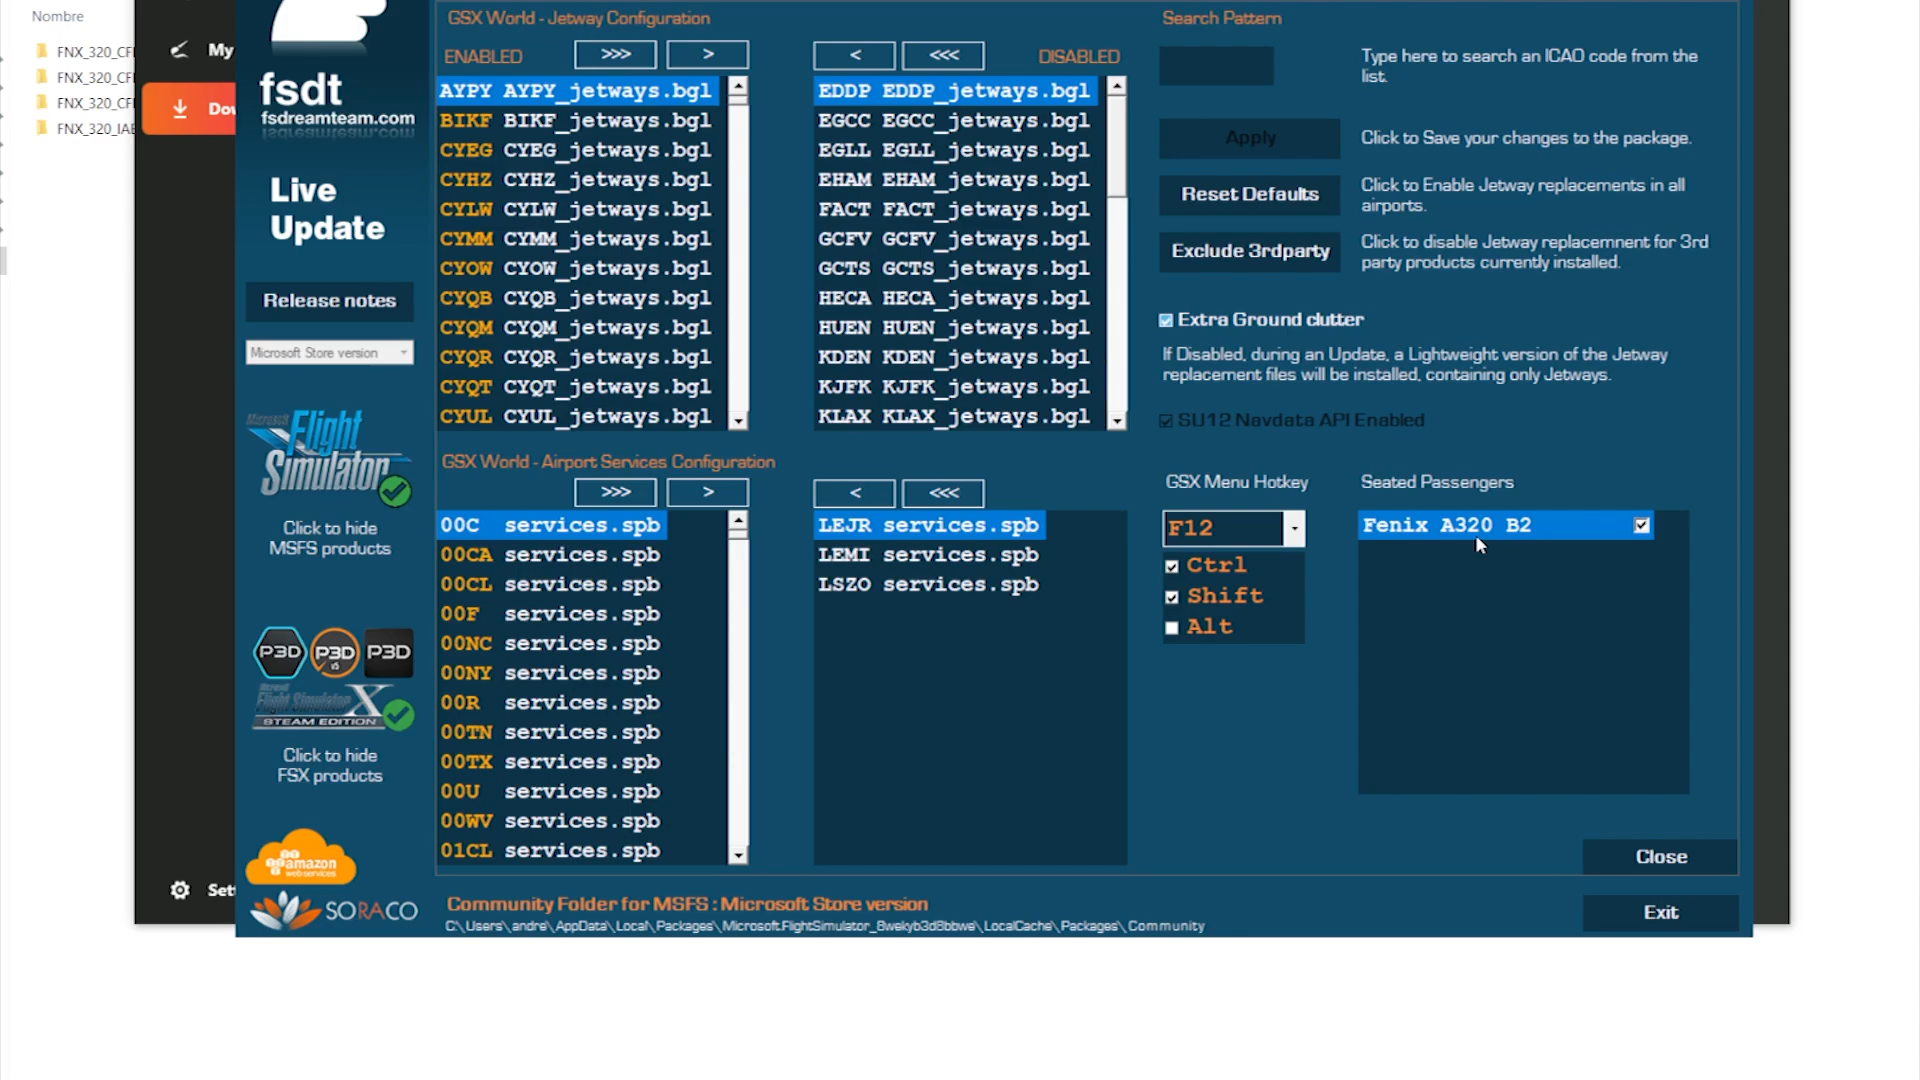 Nombre
FNX_320_CFI
FNX_320_CFI
FNX_320_CFI
FNX_320_IAE
My
Dov
Set
fsdt
fsdreamteam.com
Live
Update
Release notes
Microsoft Store version
Microsoft
Flight
Simulator
Click to hide
MSFS products
P3D P3D v5 P3D
Microsoft
Flight Simulator X
STEAM EDITION
Click to hide
FSX products
amazon
webservices
SORACO
GSX World - Jetway Configuration
ENABLED >>> > < <<< DISABLED
AYPY AYPY_jetways.bgl
BIKF BIKF_jetways.bgl
CYEG CYEG_jetways.bgl
CYHZ CYHZ_jetways.bgl
CYLW CYLW_jetways.bgl
CYMM CYMM_jetways.bgl
CYOW CYOW_jetways.bgl
CYQB CYQB_jetways.bgl
CYQM CYQM_jetways.bgl
CYQR CYQR_jetways.bgl
CYQT CYQT_jetways.bgl
CYUL CYUL_jetways.bgl
EDDP EDDP_jetways.bgl
EGCC EGCC_jetways.bgl
EGLL EGLL_jetways.bgl
EHAM EHAM_jetways.bgl
FACT FACT_jetways.bgl
GCFV GCFV_jetways.bgl
GCTS GCTS_jetways.bgl
HECA HECA_jetways.bgl
HUEN HUEN_jetways.bgl
KDEN KDEN_jetways.bgl
KJFK KJFK_jetways.bgl
KLAX KLAX_jetways.bgl
Search Pattern
Type here to search an ICAO code from the
list.
Apply
Click to Save your changes to the package.
Reset Defaults
Click to Enable Jetway replacements in all
airports.
Exclude 3rdparty
Click to disable Jetway replacemnent for 3rd
party products currently installed.
Extra Ground clutter
If Disabled, during an Update, a Lightweight version of the Jetway
replacement files will be installed, containing only Jetways.
SU12 Navdata API Enabled
GSX World - Airport Services Configuration
>>> > < <<<
00C services.spb
00CA services.spb
00CL services.spb
00F services.spb
00NC services.spb
00NY services.spb
00R services.spb
00TN services.spb
00TX services.spb
00U services.spb
00WV services.spb
01CL services.spb
LEJR services.spb
LEMI services.spb
LSZO services.spb
GSX Menu Hotkey
F12
Ctrl
Shift
Alt
Seated Passengers
Fenix A320 B2
Close
Community Folder for MSFS : Microsoft Store version
C:\Users\andre\AppData\Local\Packages\Microsoft.FlightSimulator_8wekyb3d8bbwe\LocalCache\Packages\Community
Exit